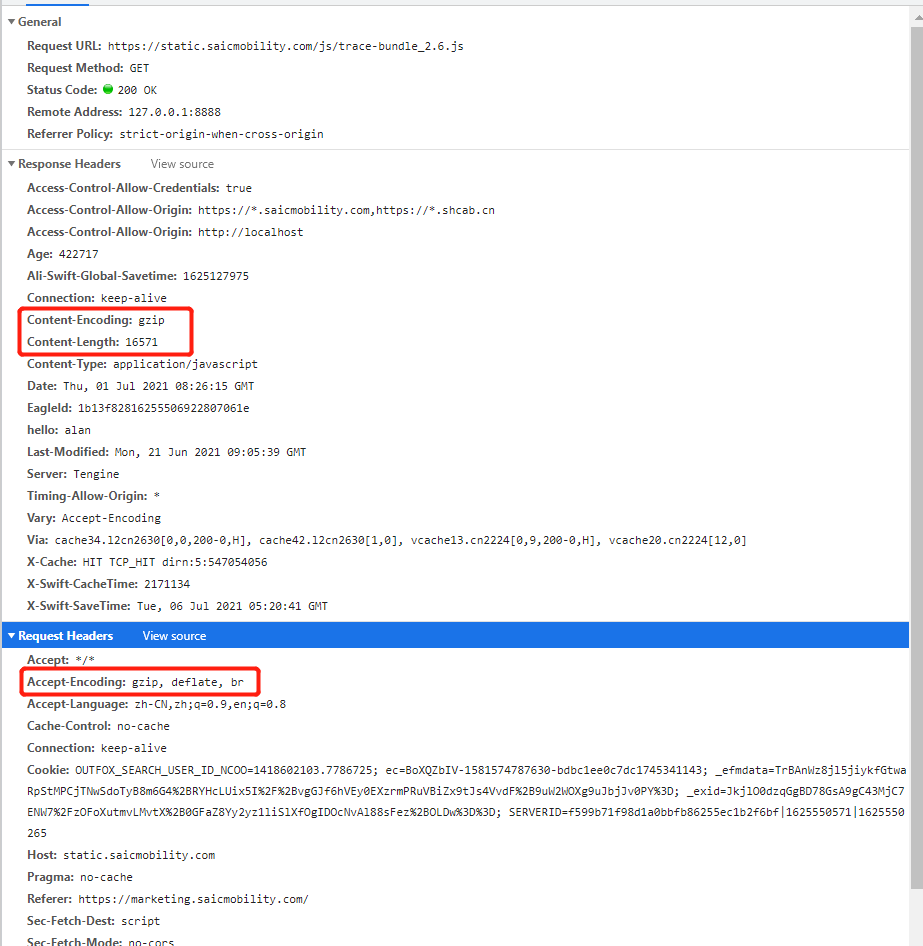 General
Request URL: https://static.saicmobility.com/js/trace-bundle_2.6.js
Request Method: GET
Status Code: 200 OK
Remote Address: 127.0.0.1:8888
Referrer Policy: strict-origin-when-cross-origin
Response Headers View source
Access-Control-Allow-Credentials: true
Access-Control-Allow-Origin: https://*.saicmobility.com,https://*.shcab.cn
Access-Control-Allow-Origin: http://localhost
Age: 422717
Ali-Swift-Global-Savetime: 1625127975
Connection: keep-alive
Content-Encoding: gzip
Content-Length: 16571
Content-Type: application/javascript
Date: Thu, 01 Jul 2021 08:26:15 GMT
EagleId: 1b13f82816255506922807061e
hello: alan
Last-Modified: Mon, 21 Jun 2021 09:05:39 GMT
Server: Tengine
Timing-Allow-Origin: *
Vary: Accept-Encoding
Via: cache34.l2cn2630[0,0,200-0,H], cache42.l2cn2630[1,0], vcache13.cn2224[0,9,200-0,H], vcache20.cn2224[12,0]
X-Cache: HIT TCP_HIT dirn:5:547054056
X-Swift-CacheTime: 2171134
X-Swift-SaveTime: Tue, 06 Jul 2021 05:20:41 GMT
Request Headers View source
Accept: */*
Accept-Encoding: gzip, deflate, br
Accept-Language: zh-CN,zh;q=0.9,en;q=0.8
Cache-Control: no-cache
Connection: keep-alive
Cookie: OUTFOX_SEARCH_USER_ID_NCOO=1418602103.7786725; ec=BoXQZbIV-1581574787630-bdbc1ee0c7dc1745341143; _efmdata=TrBAnWz8jl5jiykfGtwa
RpStMPCjTNwSdoTyB8m6G4%2BRYHcLUix5I%2F%2BvgGJf6hVEy0EXzrmPRuVBiZx9tJs4VvdF%2B9uW2WOXg9uJbjJv0PY%3D; _exid=JkjlO0dzqGgBD78GsA9gC43MjC7
ENW7%2FzOFoXutmvLMvtX%2B0GFaZ8Yy2yz1liSlXfOgIDOcNvAl88sFez%2BOLDw%3D%3D; SERVERID=f599b71f98d1a0bbfb86255ec1b2f6bf|1625550571|1625550
265
Host: static.saicmobility.com
Pragma: no-cache
Referer: https://marketing.saicmobility.com/
Sec-Fetch-Dest: script
Sec-Fetch-Mode: no-cors